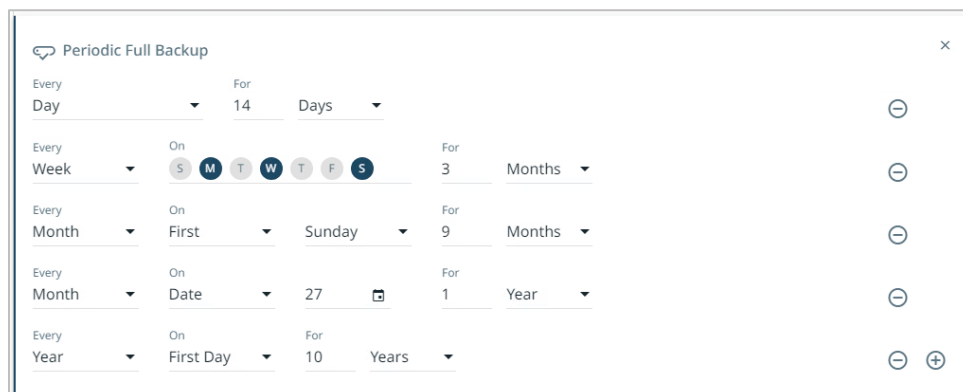 Periodic Full Backup
Every For
Day 14 Days
Every On For
Week S M T W T F S 3 Months
Every On For
Month First Sunday 9 Months
Every On For
Month Date 27 1 Year
Every On For
Year First Day 10 Years